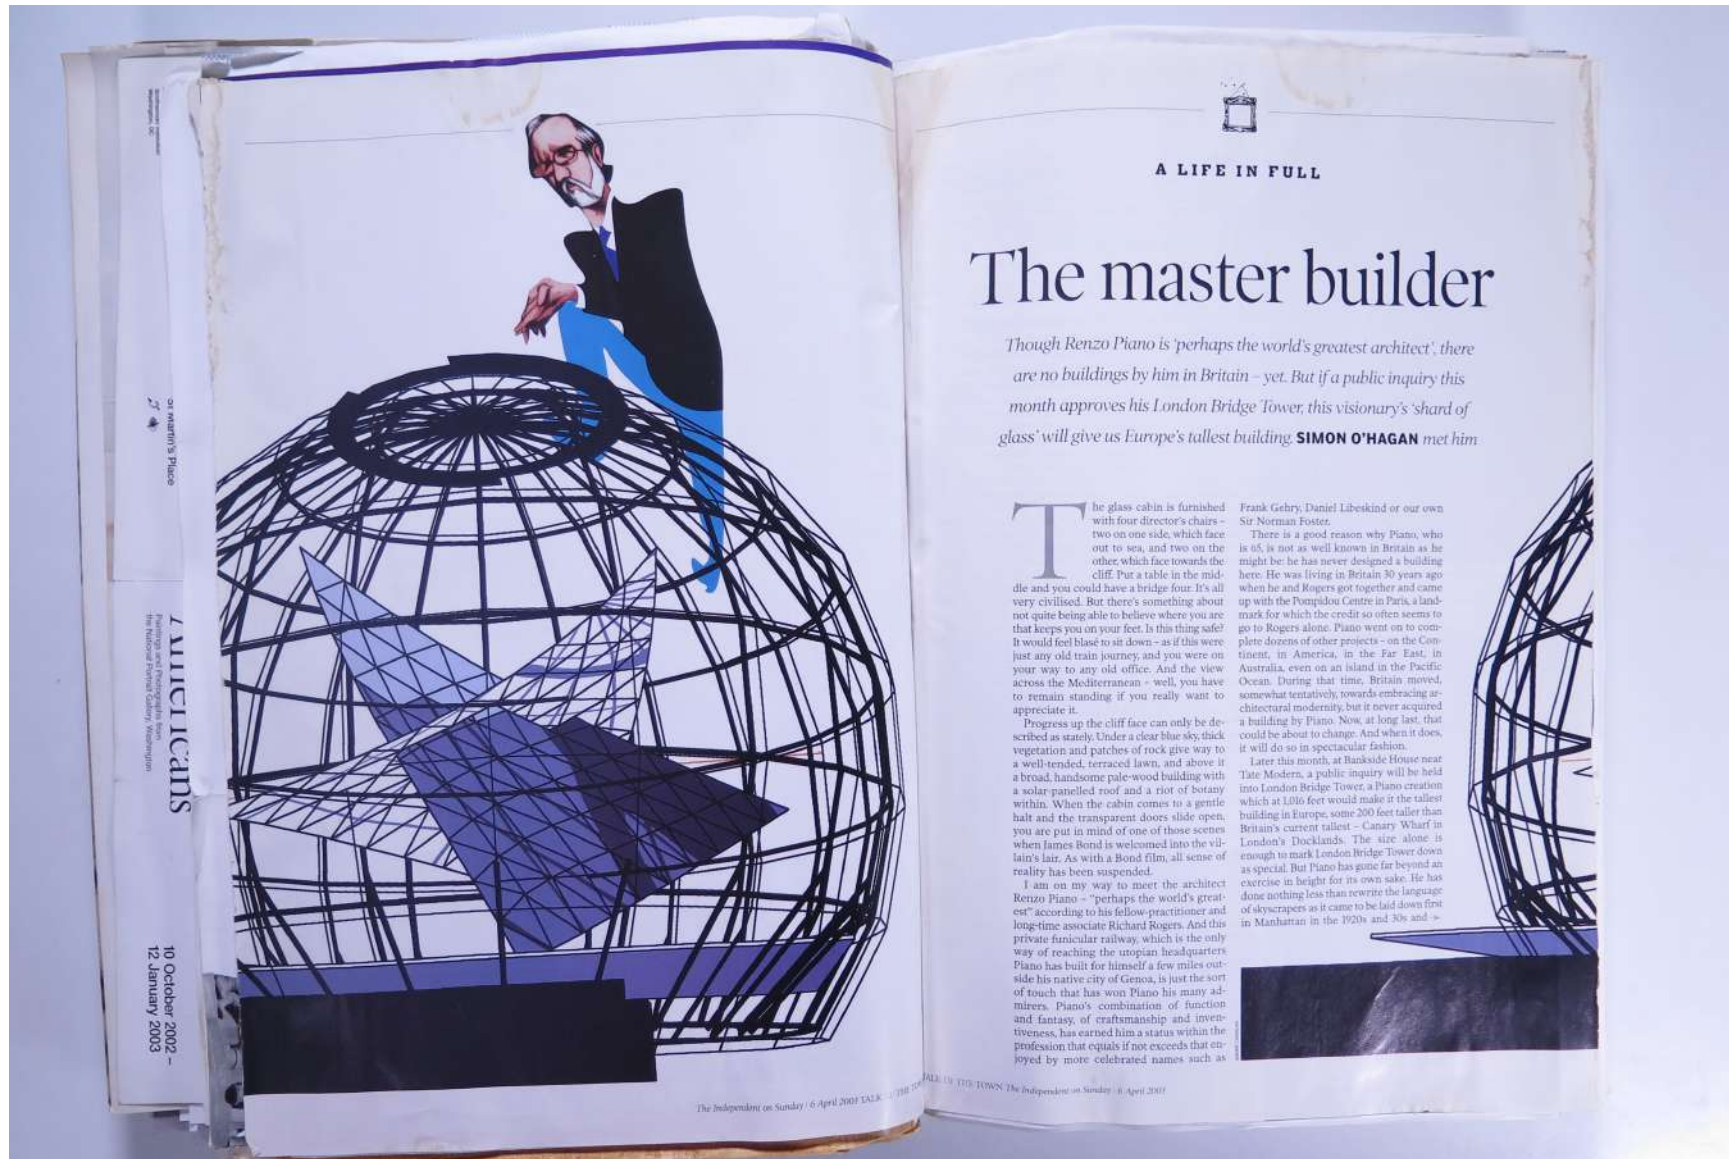 Washington, DC
St Martin's Place
Americans
Paintings and Photographs from
the National Portrait Gallery, Washington
10 October 2002 –
12 January 2003
The Independent on Sunday / 6 April 2003 TALK
A LIFE IN FULL
The master builder
Though Renzo Piano is 'perhaps the world's greatest architect', there
are no buildings by him in Britain – yet. But if a public inquiry this
month approves his London Bridge Tower, this visionary's 'shard of
glass' will give us Europe's tallest building. SIMON O'HAGAN met him
The glass cabin is furnished
with four director's chairs –
two on one side, which face
out to sea, and two on the
other, which face towards the
cliff. Put a table in the mid-
dle and you could have a bridge four. It's all
very civilised. But there's something about
not quite being able to believe where you are
that keeps you on your feet. Is this thing safe?
It would feel blasé to sit down – as if this were
just any old train journey, and you were on
your way to any old office. And the view
across the Mediterranean – well, you have
to remain standing if you really want to
appreciate it.
Progress up the cliff face can only be de-
scribed as stately. Under a clear blue sky, thick
vegetation and patches of rock give way to
a well-tended, terraced lawn, and above it
a broad, handsome pale-wood building with
a solar-panelled roof and a riot of botany
within. When the cabin comes to a gentle
halt and the transparent doors slide open,
you are put in mind of one of those scenes
when James Bond is welcomed into the vil-
lain's lair. As with a Bond film, all sense of
reality has been suspended.
I am on my way to meet the architect
Renzo Piano – "perhaps the world's great-
est" according to his fellow-practitioner and
long-time associate Richard Rogers. And this
private funicular railway, which is the only
way of reaching the utopian headquarters
Piano has built for himself a few miles out-
side his native city of Genoa, is just the sort
of touch that has won Piano his many ad-
mirers. Piano's combination of function
and fantasy, of craftsmanship and inven-
tiveness, has earned him a status within the
profession that equals if not exceeds that en-
joyed by more celebrated names such as
Frank Gehry, Daniel Libeskind or our own
Sir Norman Foster.
There is a good reason why Piano, who
is 65, is not as well known in Britain as he
might be: he has never designed a building
here. He was living in Britain 30 years ago
when he and Rogers got together and came
up with the Pompidou Centre in Paris, a land-
mark for which the credit so often seems to
go to Rogers alone. Piano went on to com-
plete dozens of other projects – on the Con-
tinent, in America, in the Far East, in
Australia, even on an island in the Pacific
Ocean. During that time, Britain moved,
somewhat tentatively, towards embracing ar-
chitectural modernity, but it never acquired
a building by Piano. Now, at long last, that
could be about to change. And when it does,
it will do so in spectacular fashion.
Later this month, at Bankside House near
Tate Modern, a public inquiry will be held
into London Bridge Tower, a Piano creation
which at 1,016 feet would make it the tallest
building in Europe, some 200 feet taller than
Britain's current tallest – Canary Wharf in
London's Docklands. The size alone is
enough to mark London Bridge Tower down
as special. But Piano has gone far beyond an
exercise in height for its own sake. He has
done nothing less than rewrite the language
of skyscrapers as it came to be laid down first
in Manhattan in the 1920s and 30s and
TALK OF THE TOWN The Independent on Sunday / 6 April 2003